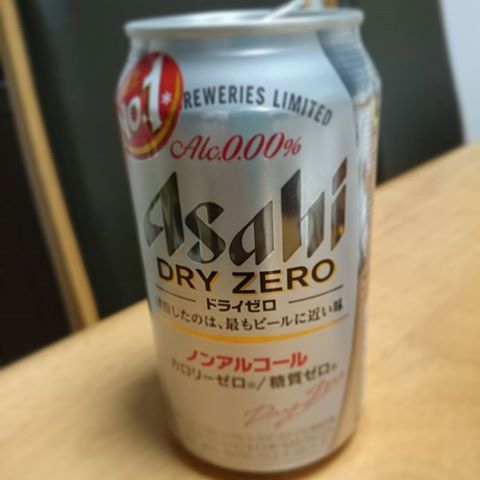 No.1*
REWERIES LIMITED
Alc.0.00%
Asahi
DRY ZERO
ドライゼロ
したのは、最もビールに近い味
ノンアルコール
カロリーゼロ※/糖質ゼロ※
Dry Zero